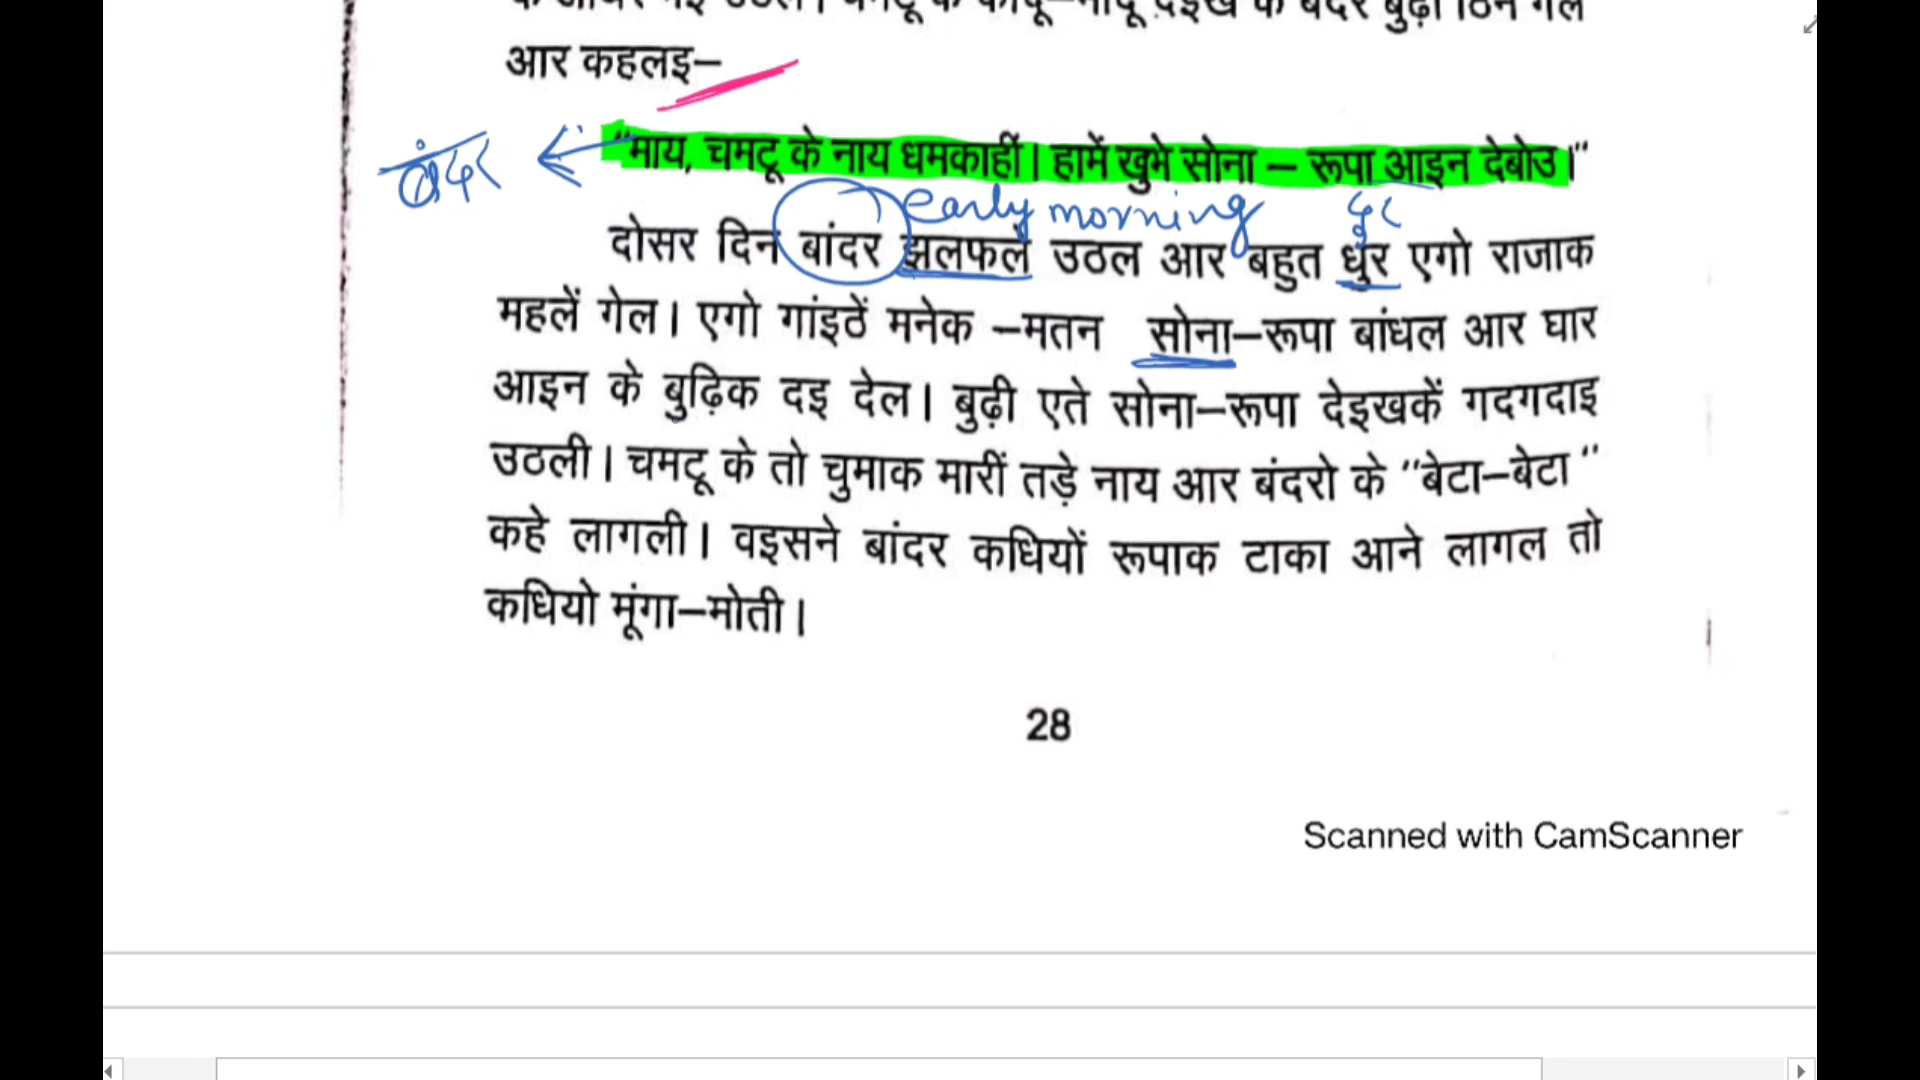 आर कहलइ–
"माय, चमटू के नाय धमकाहीं। हामें खुमे सोना – रूपा आइन देबोउ।"
बंदर
early morning दूर
दोसर दिन बांदर झलफले उठल आर बहुत धुर एगो राजाक
महलें गेल। एगो गांइठें मनेक –मतन सोना–रूपा बांधल आर घार
आइन के बुढ़िक दइ देल। बुढ़ी एते सोना–रूपा देइखकें गदगदाइ
उठली। चमटू के तो चुमाक मारीं तड़े नाय आर बंदरो के "बेटा–बेटा"
कहे लागली। वइसने बांदर कधियों रूपाक टाका आने लागल तो
कधियो मूंगा–मोती।
28
Scanned with CamScanner